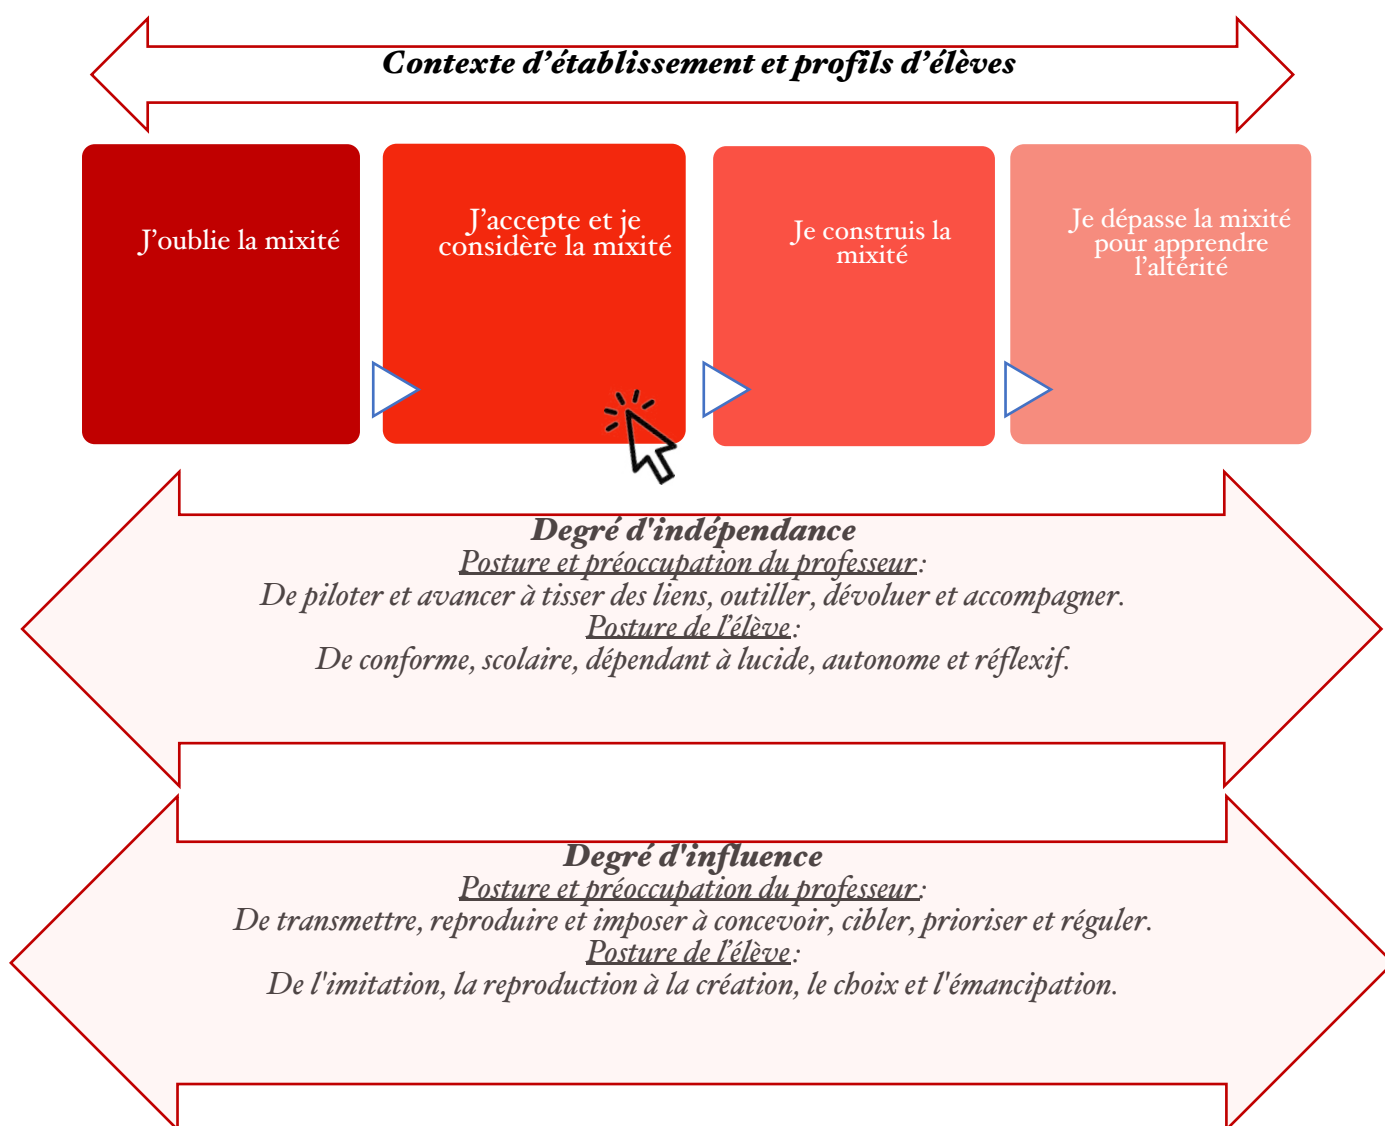 Contexte d’établissement et profils d’élèves
J’oublie la mixité
J’accepte et je
considère la mixité
Je construis la
mixité
Je dépasse la mixité
pour apprendre
l’altérité
Degré d'indépendance
Posture et préoccupation du professeur :
De piloter et avancer à tisser des liens, outiller, dévoluer et accompagner.
Posture de l’élève :
De conforme, scolaire, dépendant à lucide, autonome et réflexif.
Degré d'influence
Posture et préoccupation du professeur :
De transmettre, reproduire et imposer à concevoir, cibler, prioriser et réguler.
Posture de l’élève :
De l'imitation, la reproduction à la création, le choix et l'émancipation.